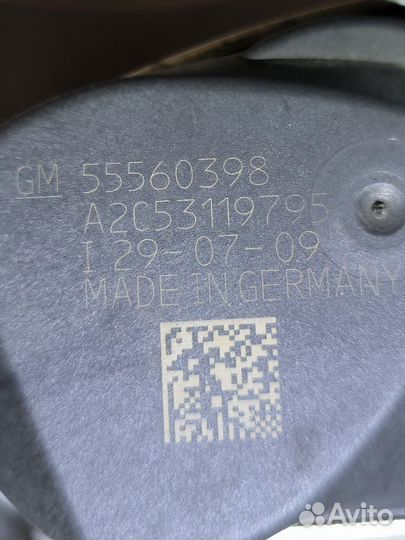 GM 55560398
A2C53119795
I 29-07-09
MADE IN GERMANY
Avito